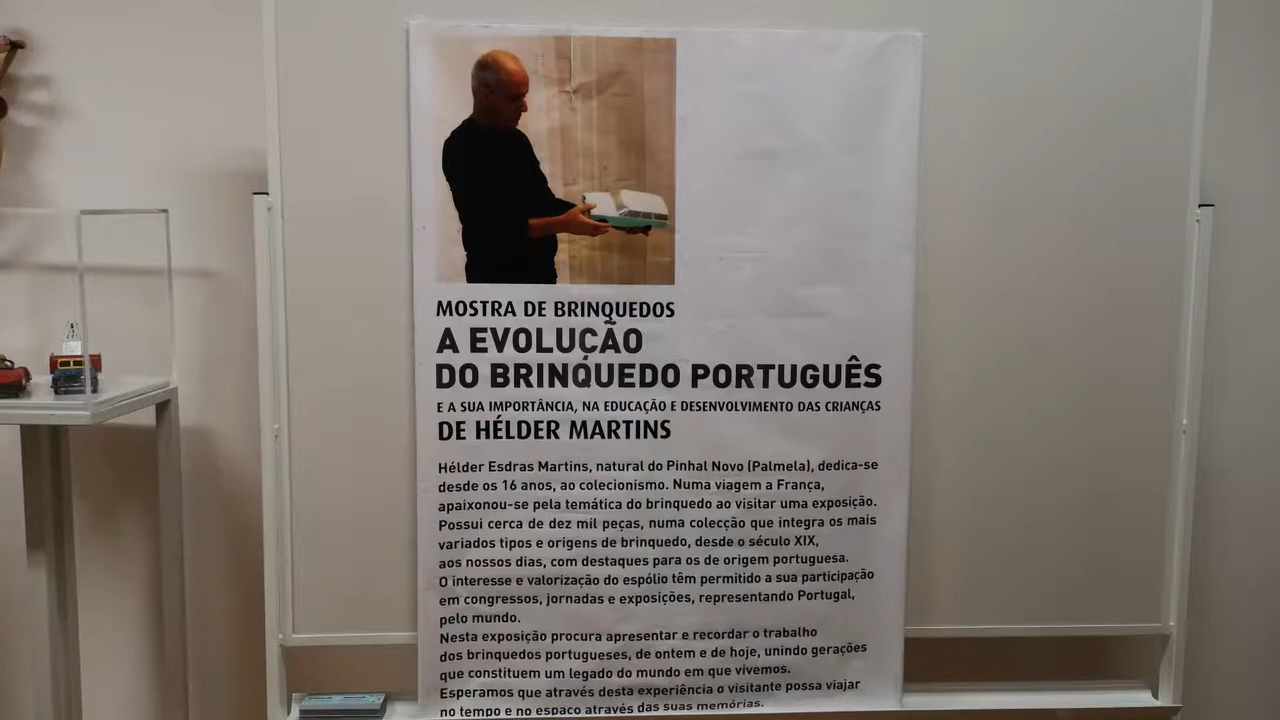 MOSTRA DE BRINQUEDOS
A EVOLUÇÃO
DO BRINQUEDO PORTUGUÊS
E A SUA IMPORTÂNCIA, NA EDUCAÇÃO E DESENVOLVIMENTO DAS CRIANÇAS
DE HÉLDER MARTINS
Hélder Esdras Martins, natural do Pinhal Novo (Palmela), dedica-se
desde os 16 anos, ao colecionismo. Numa viagem a França,
apaixonou-se pela temática do brinquedo ao visitar uma exposição.
Possui cerca de dez mil peças, numa colecção que integra os mais
variados tipos e origens de brinquedo, desde o século XIX,
aos nossos dias, com destaques para os de origem portuguesa.
O interesse e valorização do espólio têm permitido a sua participação
em congressos, jornadas e exposições, representando Portugal,
pelo mundo.
Nesta exposição procura apresentar e recordar o trabalho
dos brinquedos portugueses, de ontem e de hoje, unindo gerações
que constituem um legado do mundo em que vivemos.
Esperamos que através desta experiência o visitante possa viajar
no tempo e no espaço através das suas memórias.